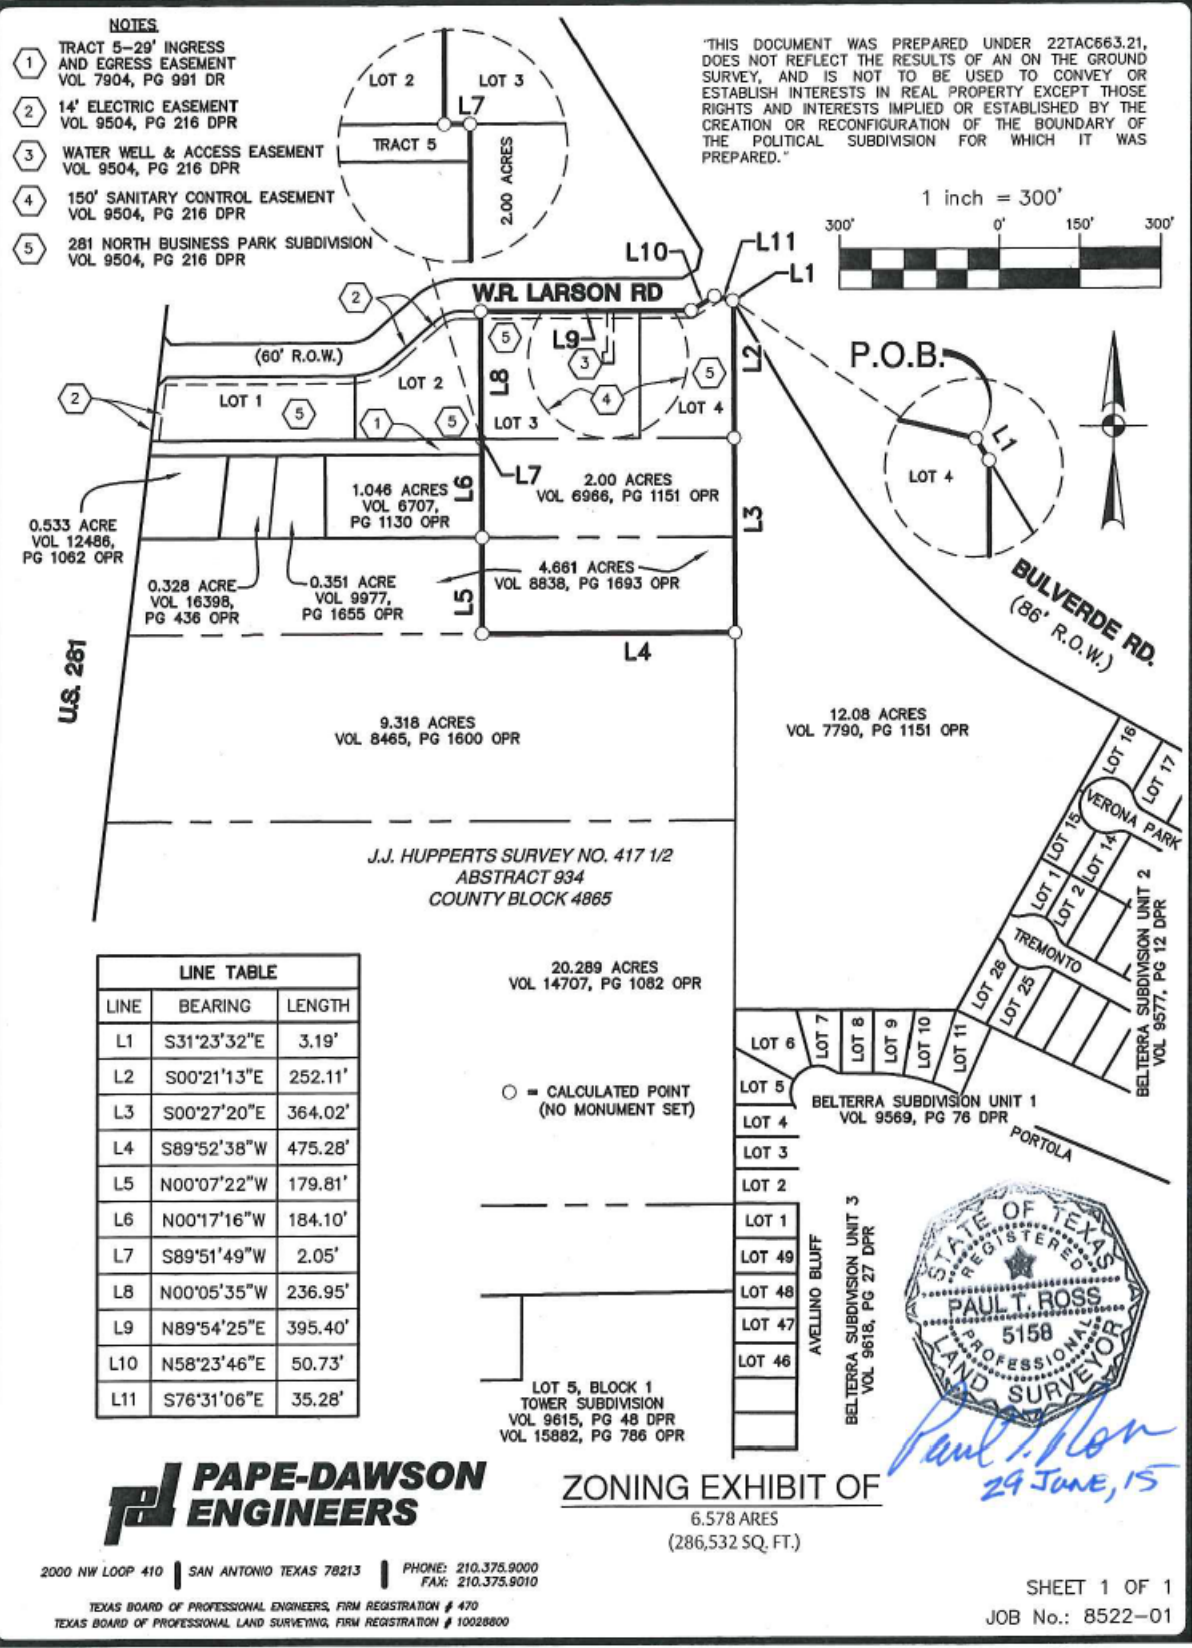 NOTES
1
TRACT 5-29' INGRESS
AND EGRESS EASEMENT
VOL 7904, PG 991 DR
2
14' ELECTRIC EASEMENT
VOL 9504, PG 216 DPR
3
WATER WELL & ACCESS EASEMENT
VOL 9504, PG 216 DPR
4
150' SANITARY CONTROL EASEMENT
VOL 9504, PG 216 DPR
5
281 NORTH BUSINESS PARK SUBDIVISION
VOL 9504, PG 216 DPR
LOT 2
LOT 3
L7
TRACT 5
2.00 ACRES
"THIS DOCUMENT WAS PREPARED UNDER 22TAC663.21,
DOES NOT REFLECT THE RESULTS OF AN ON THE GROUND
SURVEY, AND IS NOT TO BE USED TO CONVEY OR
ESTABLISH INTERESTS IN REAL PROPERTY EXCEPT THOSE
RIGHTS AND INTERESTS IMPLIED OR ESTABLISHED BY THE
CREATION OR RECONFIGURATION OF THE BOUNDARY OF
THE POLITICAL SUBDIVISION FOR WHICH IT WAS
PREPARED."
1 inch = 300'
300' 0' 150' 300'
L10
L11
L1
W.R. LARSON RD
2
(60' R.O.W.)
5
L9
3
L2
L8
P.O.B.
2
LOT 1
5
LOT 2
1
5
LOT 3
4
5
LOT 4
L1
LOT 4
L7
L6
1.046 ACRES
VOL 6707,
PG 1130 OPR
2.00 ACRES
VOL 6966, PG 1151 OPR
L3
0.533 ACRE
VOL 12486,
PG 1062 OPR
0.328 ACRE
VOL 16398,
PG 436 OPR
0.351 ACRE
VOL 9977,
PG 1655 OPR
L5
4.661 ACRES
VOL 8838, PG 1693 OPR
BULVERDE RD.
(86' R.O.W.)
L4
U.S. 281
9.318 ACRES
VOL 8465, PG 1600 OPR
12.08 ACRES
VOL 7790, PG 1151 OPR
LOT 16
LOT 17
VERONA PARK
LOT 15
LOT 14
LOT 1
LOT 2
TREMONTO
LOT 26
LOT 25
BELTERRA SUBDIVISION UNIT 2
VOL 9577, PG 12 DPR
J.J. HUPPERTS SURVEY NO. 417 1/2
ABSTRACT 934
COUNTY BLOCK 4865
20.289 ACRES
VOL 14707, PG 1082 OPR
LINE TABLE
LINE BEARING LENGTH
L1 S31°23'32"E 3.19'
L2 S00°21'13"E 252.11'
L3 S00°27'20"E 364.02'
L4 S89°52'38"W 475.28'
L5 N00°07'22"W 179.81'
L6 N00°17'16"W 184.10'
L7 S89°51'49"W 2.05'
L8 N00°05'35"W 236.95'
L9 N89°54'25"E 395.40'
L10 N58°23'46"E 50.73'
L11 S76°31'06"E 35.28'
= CALCULATED POINT
(NO MONUMENT SET)
LOT 6
LOT 7
LOT 8
LOT 9
LOT 10
LOT 11
LOT 5
LOT 4
LOT 3
LOT 2
LOT 1
LOT 49
LOT 48
LOT 47
LOT 46
BELTERRA SUBDIVISION UNIT 1
VOL 9569, PG 76 DPR
PORTOLA
AVELLINO BLUFF
BELTERRA SUBDIVISION UNIT 3
VOL 9618, PG 27 DPR
LOT 5, BLOCK 1
TOWER SUBDIVISION
VOL 9615, PG 48 DPR
VOL 15882, PG 786 OPR
STATE OF TEXAS
REGISTERED
PAUL T. ROSS
5158
PROFESSIONAL
LAND SURVEYOR
Paul T. Ross
29 JUNE, 15
PAPE-DAWSON
ENGINEERS
ZONING EXHIBIT OF
6.578 ARES
(286,532 SQ. FT.)
2000 NW LOOP 410 SAN ANTONIO TEXAS 78213 PHONE: 210.375.9000
FAX: 210.375.9010
TEXAS BOARD OF PROFESSIONAL ENGINEERS, FIRM REGISTRATION # 470
TEXAS BOARD OF PROFESSIONAL LAND SURVEYING, FIRM REGISTRATION # 10028800
SHEET 1 OF 1
JOB No.: 8522-01